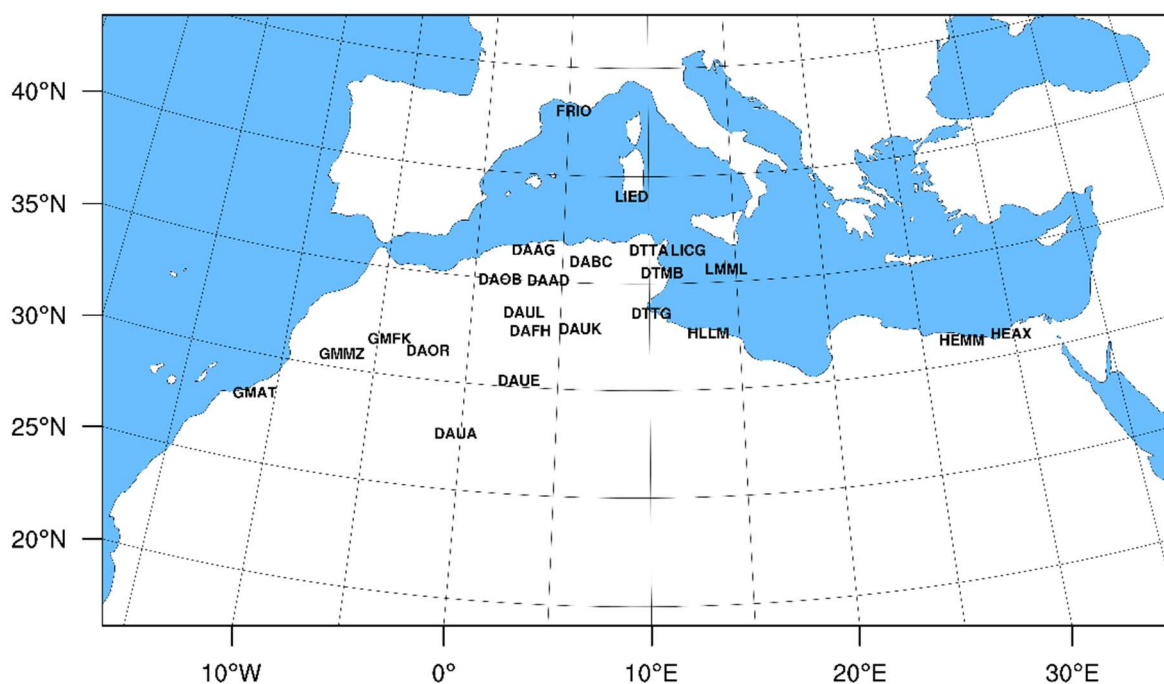 40°N
FRIO
35°N
LIED
DAAG
DTTA LICG
DABC
LMML
DTMB
DAOB DAAD
30°N
DAUL
DTTG
DAFH
DAUK
HLLM
HEAX
GMFK
HEMM
DAOR
GMMZ
DAUE
GMAT
25°N
DAUA
20°N
10°W 0° 10°E 20°E 30°E